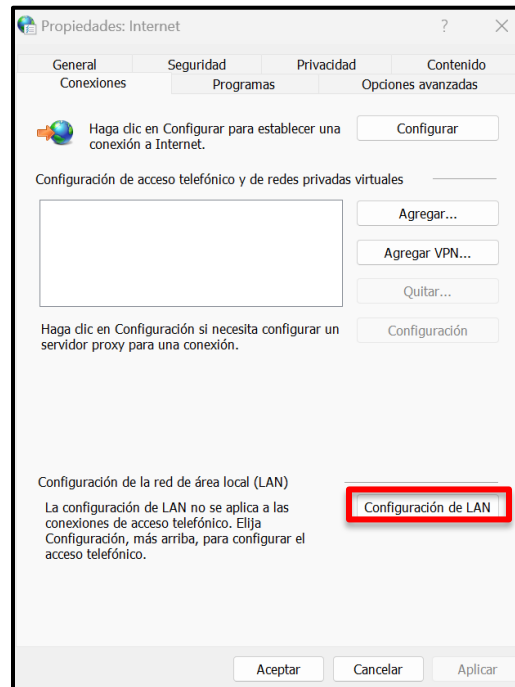 Propiedades: Internet
General Seguridad Privacidad Contenido
Conexiones Programas Opciones avanzadas
Haga clic en Configurar para establecer una
conexión a Internet.
Configurar
Configuración de acceso telefónico y de redes privadas virtuales
Agregar...
Agregar VPN...
Quitar...
Haga clic en Configuración si necesita configurar un
servidor proxy para una conexión.
Configuración
Configuración de la red de área local (LAN)
La configuración de LAN no se aplica a las
conexiones de acceso telefónico. Elija
Configuración, más arriba, para configurar el
acceso telefónico.
Configuración de LAN
Aceptar Cancelar Aplicar